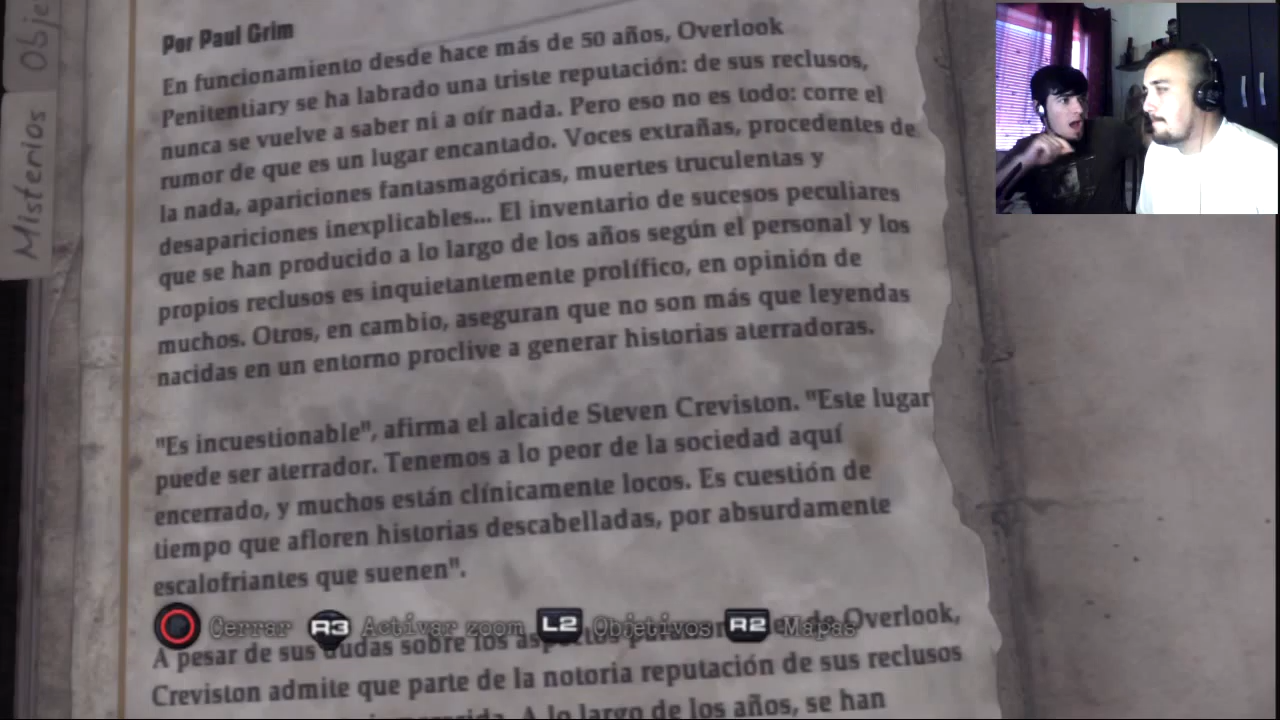 Obje
Misterios
Por Paul Grim
En funcionamiento desde hace más de 50 años, Overlook
Penitentiary se ha labrado una triste reputación: de sus reclusos,
nunca se vuelve a saber ni a oír nada. Pero eso no es todo: corre el
rumor de que es un lugar encantado. Voces extrañas, procedentes de
la nada, apariciones fantasmagóricas, muertes truculentas y
desapariciones inexplicables... El inventario de sucesos peculiares
que se han producido a lo largo de los años según el personal y los
propios reclusos es inquietantemente prolífico, en opinión de
muchos. Otros, en cambio, aseguran que no son más que leyendas
nacidas en un entorno proclive a generar historias aterradoras.
"Es incuestionable", afirma el alcaide Steven Creviston. "Este lugar
puede ser aterrador. Tenemos a lo peor de la sociedad aquí
encerrado, y muchos están clínicamente locos. Es cuestión de
tiempo que afloren historias descabelladas, por absurdamente
escalofriantes que suenen".
Cerrar R3 Activar zoom L2 Objetivos R2 Mapas
A pesar de sus dudas sobre los de Overlook,
Creviston admite que parte de la notoria reputación de sus reclusos
A lo largo de los años, se han